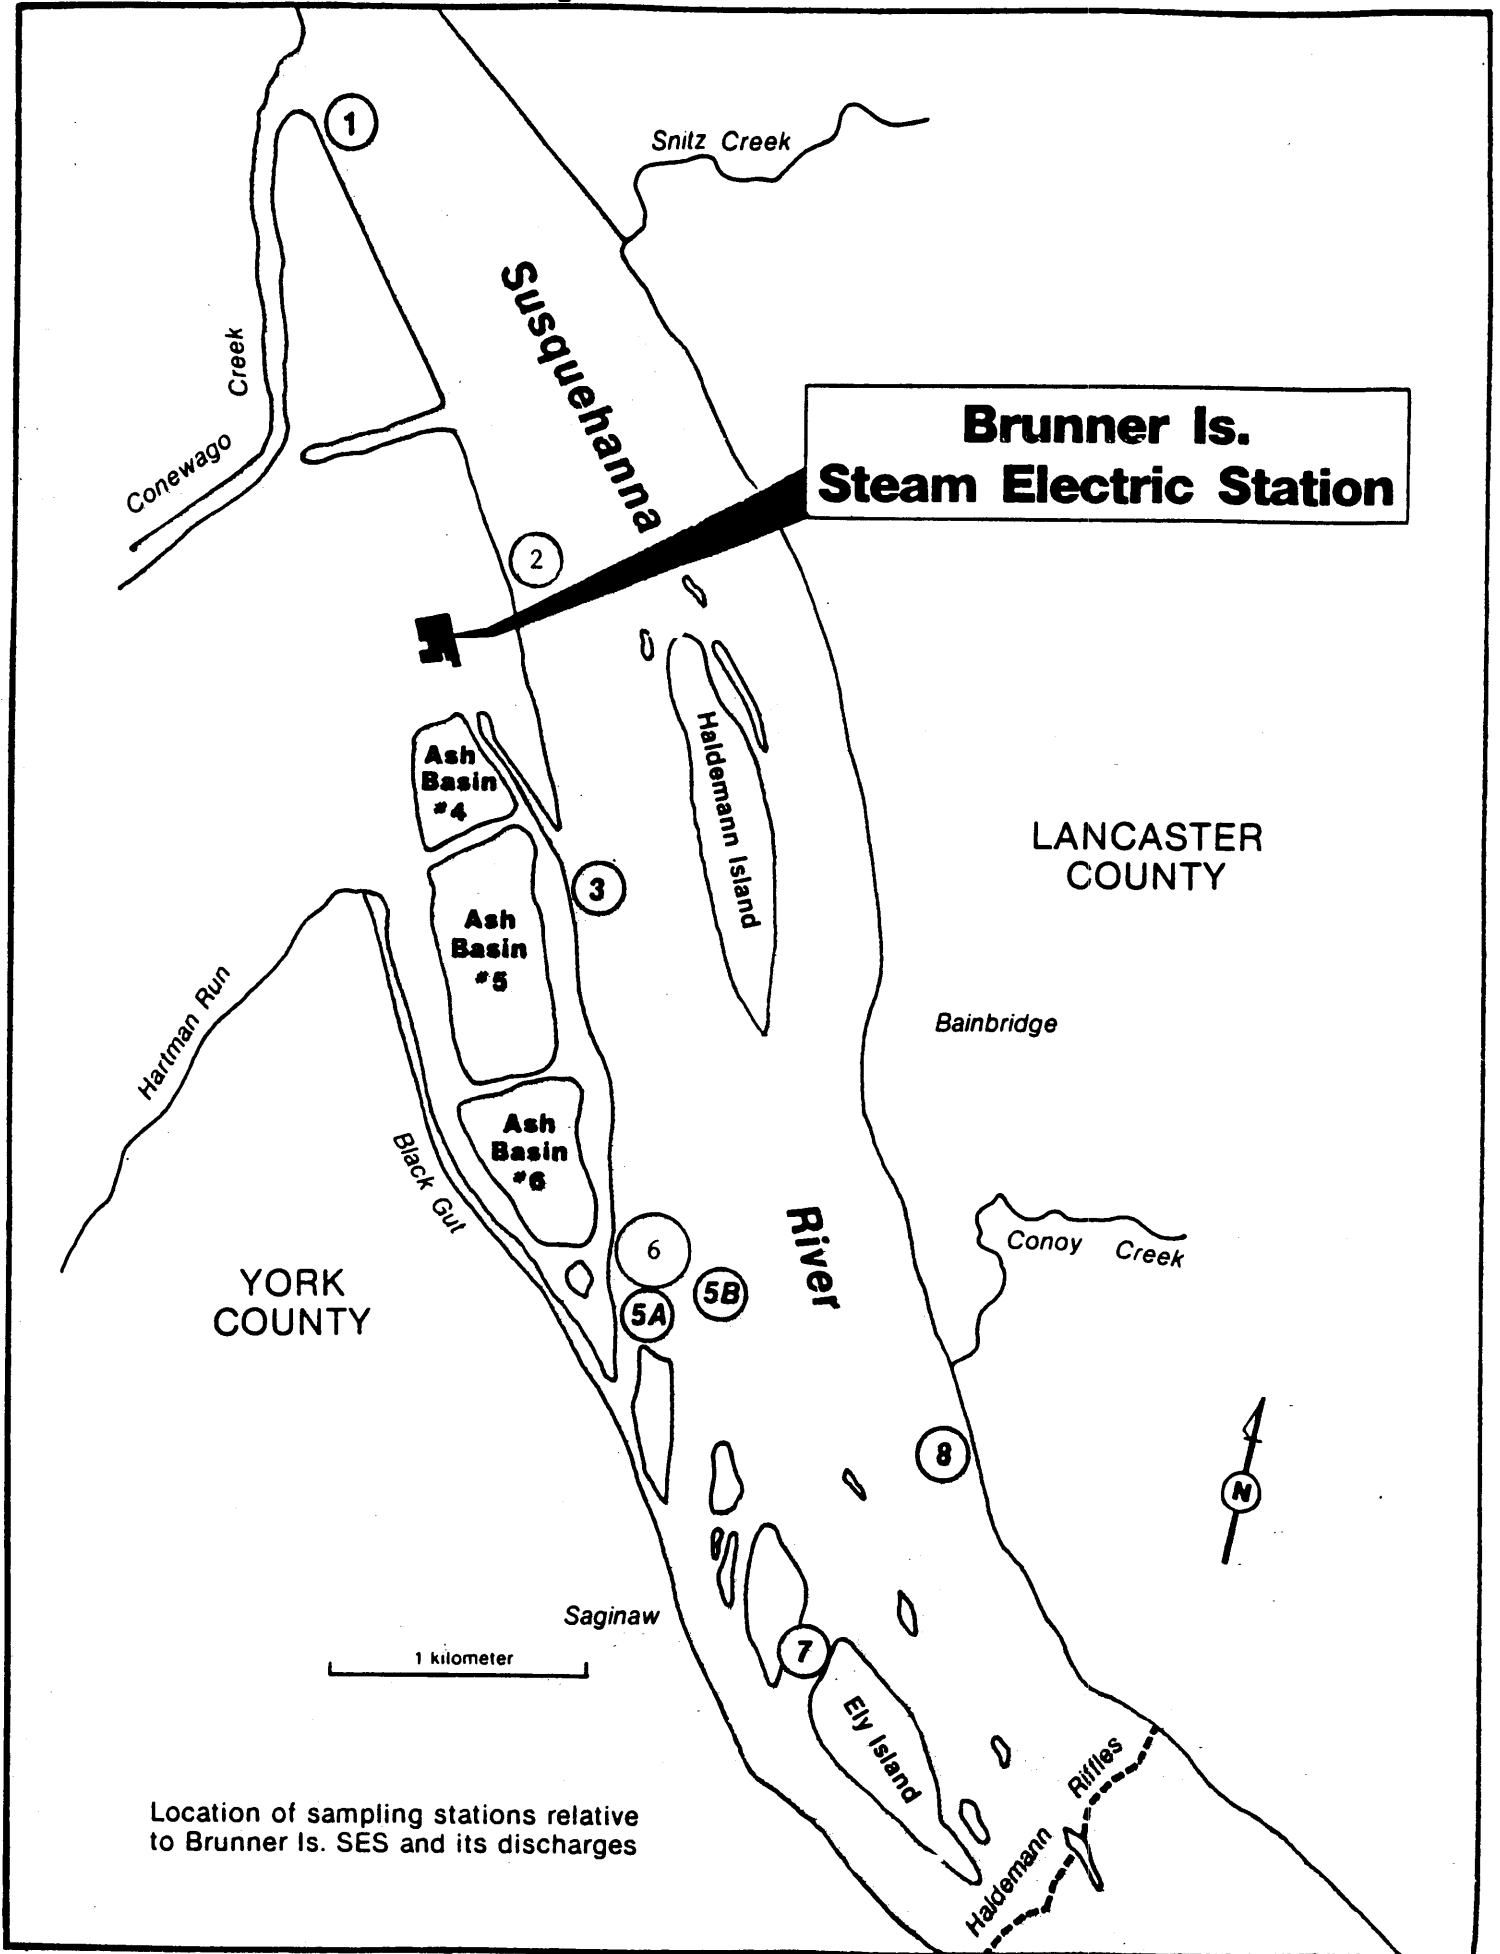 1
Snitz Creek
Susquehanna
Creek
Conewago
Brunner Is.
Steam Electric Station
2
Ash
Basin
#4
Haldemann Island
LANCASTER
COUNTY
3
Ash
Basin
#5
Hartman Run
Bainbridge
Ash
Basin
#6
Black Gut
River
Conoy Creek
6
5B
5A
YORK
COUNTY
8
N
Saginaw
7
1 kilometer
Ely Island
Riffles
Haldemann
Location of sampling stations relative
to Brunner Is. SES and its discharges